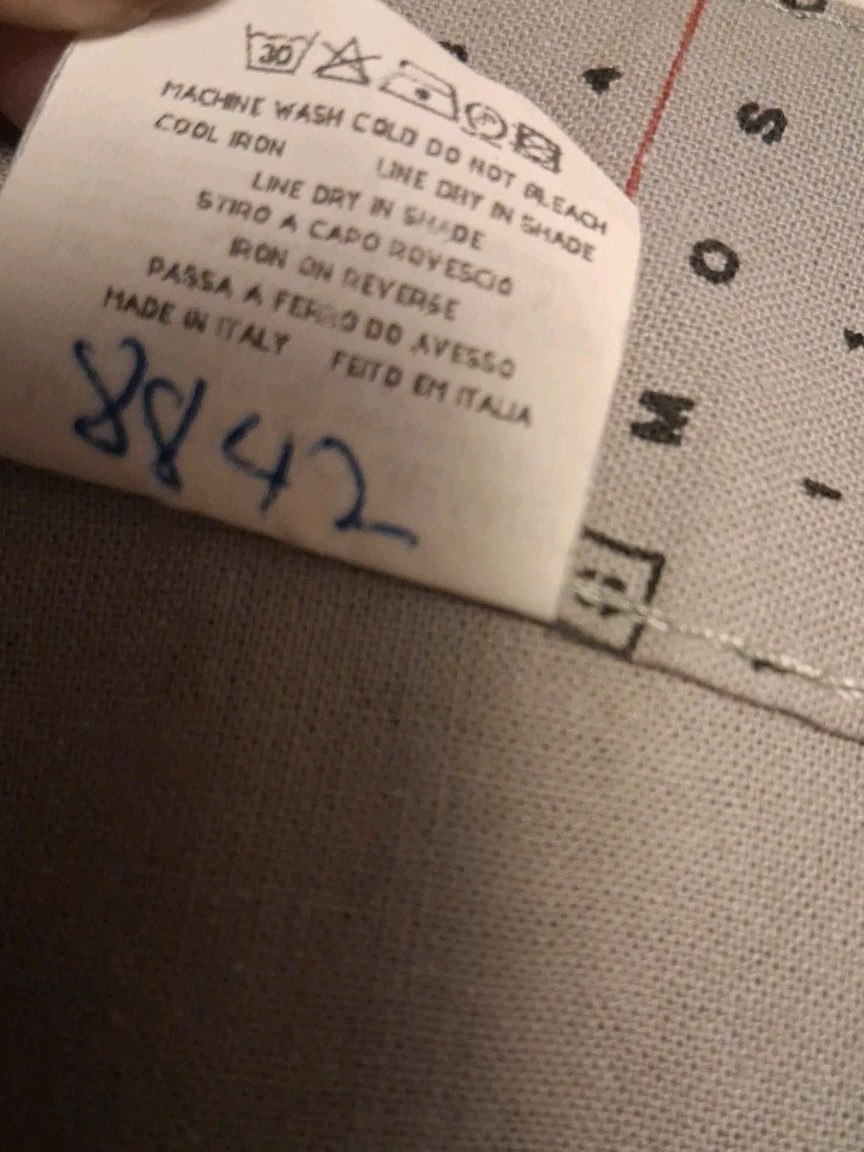 30
MACHINE WASH COLD DO NOT BLEACH
COOL IRON LINE DRY IN SHADE
LINE DRY IN SHADE
STIRO A CAPO ROVESCIO
IRON ON REVERSE
PASSA A FERRO DO AVESSO
MADE IN ITALY FEITO EM ITALIA
8842
M O S